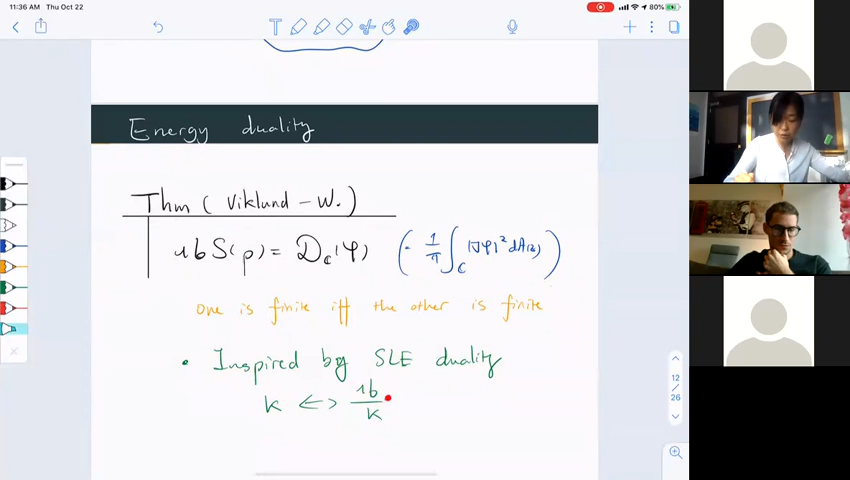 11:36 AM Thu Oct 22
80%
Energy duality
Thm (Viklund - W.)
16 S(ρ) = D_ℂ(φ) (= 1/π ∫_ℂ |∇φ|² dA(z))
one is finite iff the other is finite
• Inspired by SLE duality
κ <-> 16/κ
12
/
26